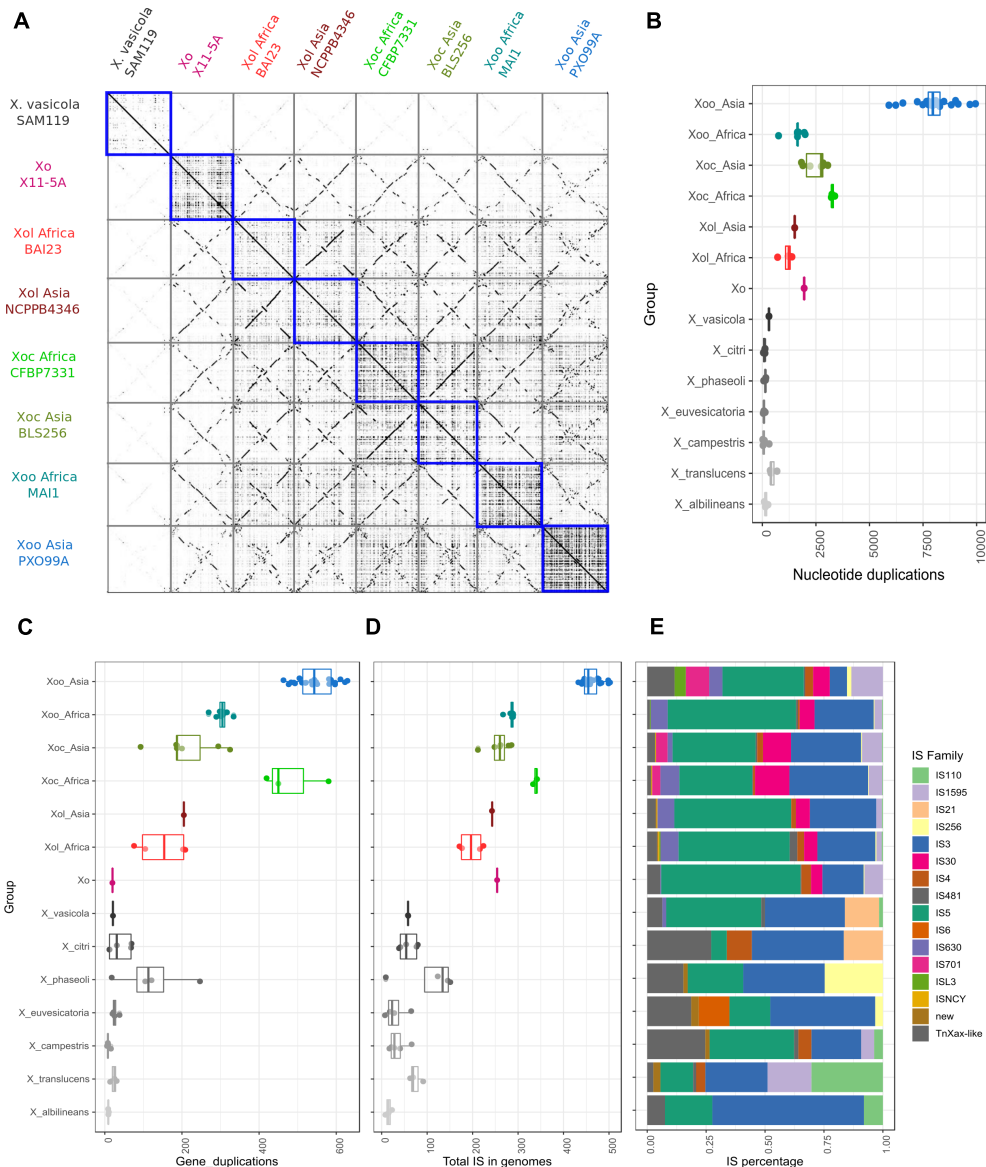 A
X. vasicola
SAM119
Xo
X11-5A
Xol Africa
BAI23
Xol Asia
NCPPB4346
Xoc Africa
CFBP7331
Xoc Asia
BLS256
Xoo Africa
MAI1
Xoo Asia
PXO99A
X. vasicola
SAM119
Xo
X11-5A
Xol Africa
BAI23
Xol Asia
NCPPB4346
Xoc Africa
CFBP7331
Xoc Asia
BLS256
Xoo Africa
MAI1
Xoo Asia
PXO99A
B
Group
Xoo_Asia
Xoo_Africa
Xoc_Asia
Xoc_Africa
Xol_Asia
Xol_Africa
Xo
X_vasicola
X_citri
X_phaseoli
X_euvesicatoria
X_campestris
X_translucens
X_albilineans
0
2500
5000
7500
10000
Nucleotide duplications
C
Group
Xoo_Asia
Xoo_Africa
Xoc_Asia
Xoc_Africa
Xol_Asia
Xol_Africa
Xo
X_vasicola
X_citri
X_phaseoli
X_euvesicatoria
X_campestris
X_translucens
X_albilineans
0
200
400
600
Gene_duplications
D
0
100
200
300
400
500
Total IS in genomes
E
0.00
0.25
0.50
0.75
1.00
IS percentage
IS Family
IS110
IS1595
IS21
IS256
IS3
IS30
IS4
IS481
IS5
IS6
IS630
IS701
ISL3
ISNCY
new
TnXax-like